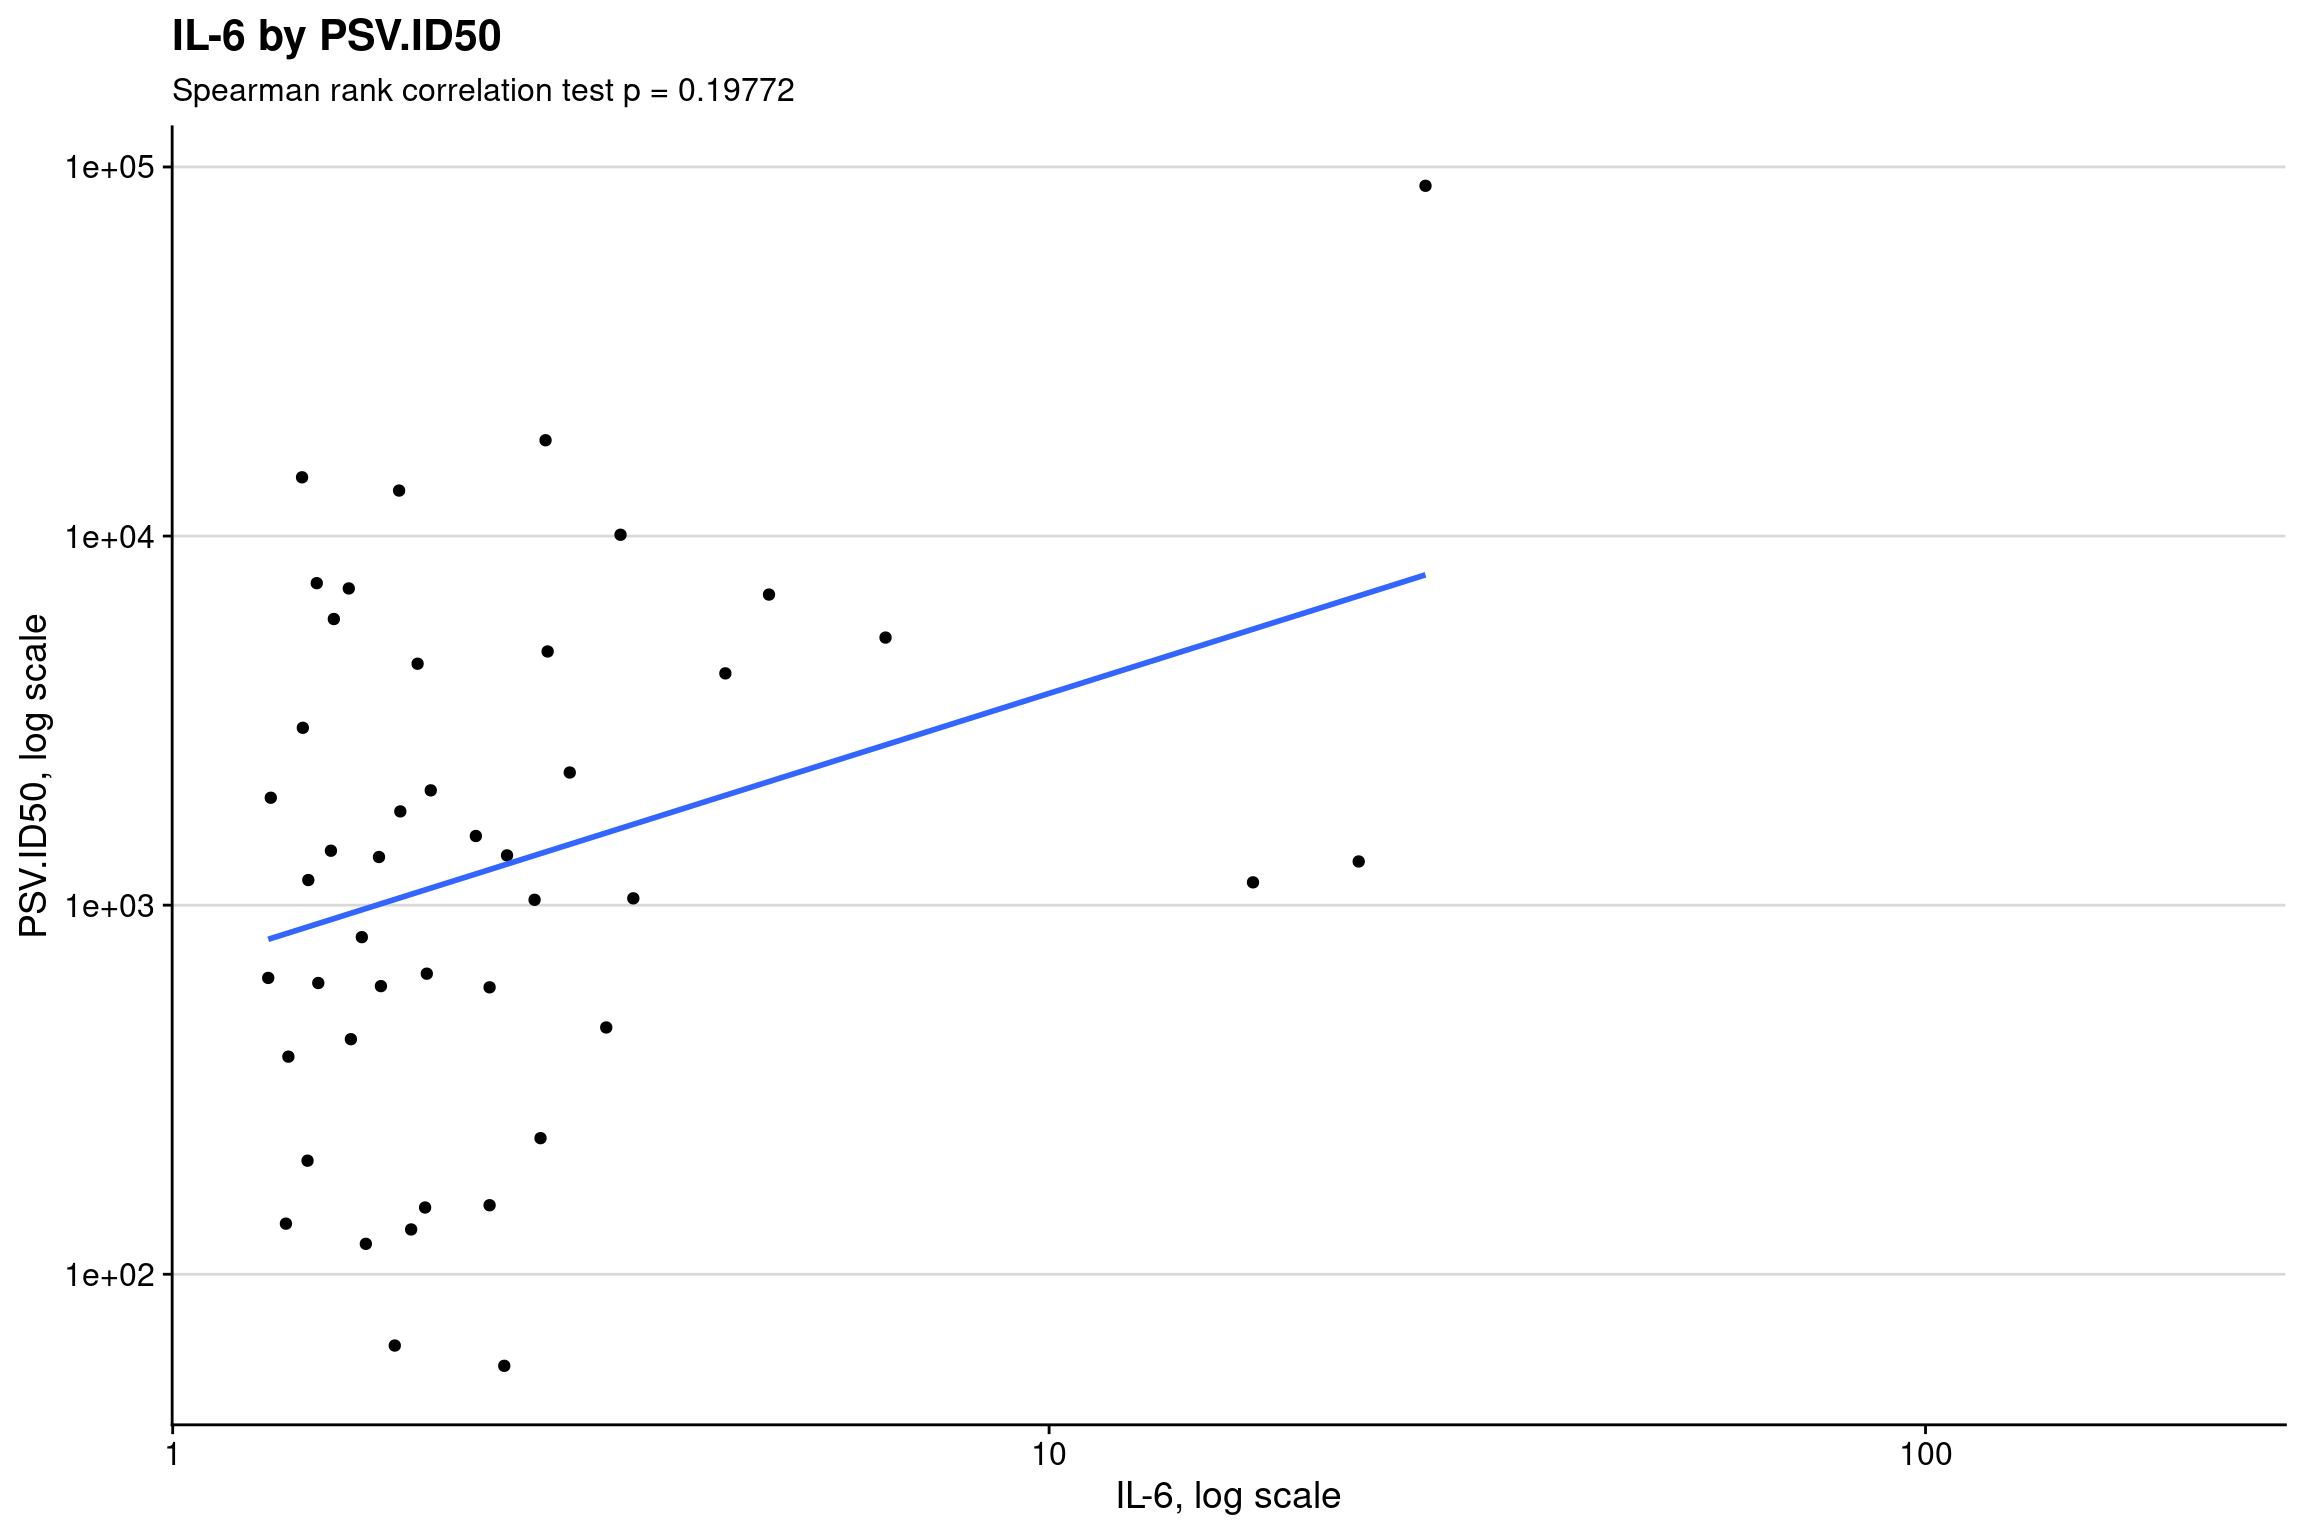 IL-6 by PSV.ID50
Spearman rank correlation test p = 0.19772
1e+05
1e+04
1e+03
1e+02
PSV.ID50, log scale
1
10
100
IL-6, log scale